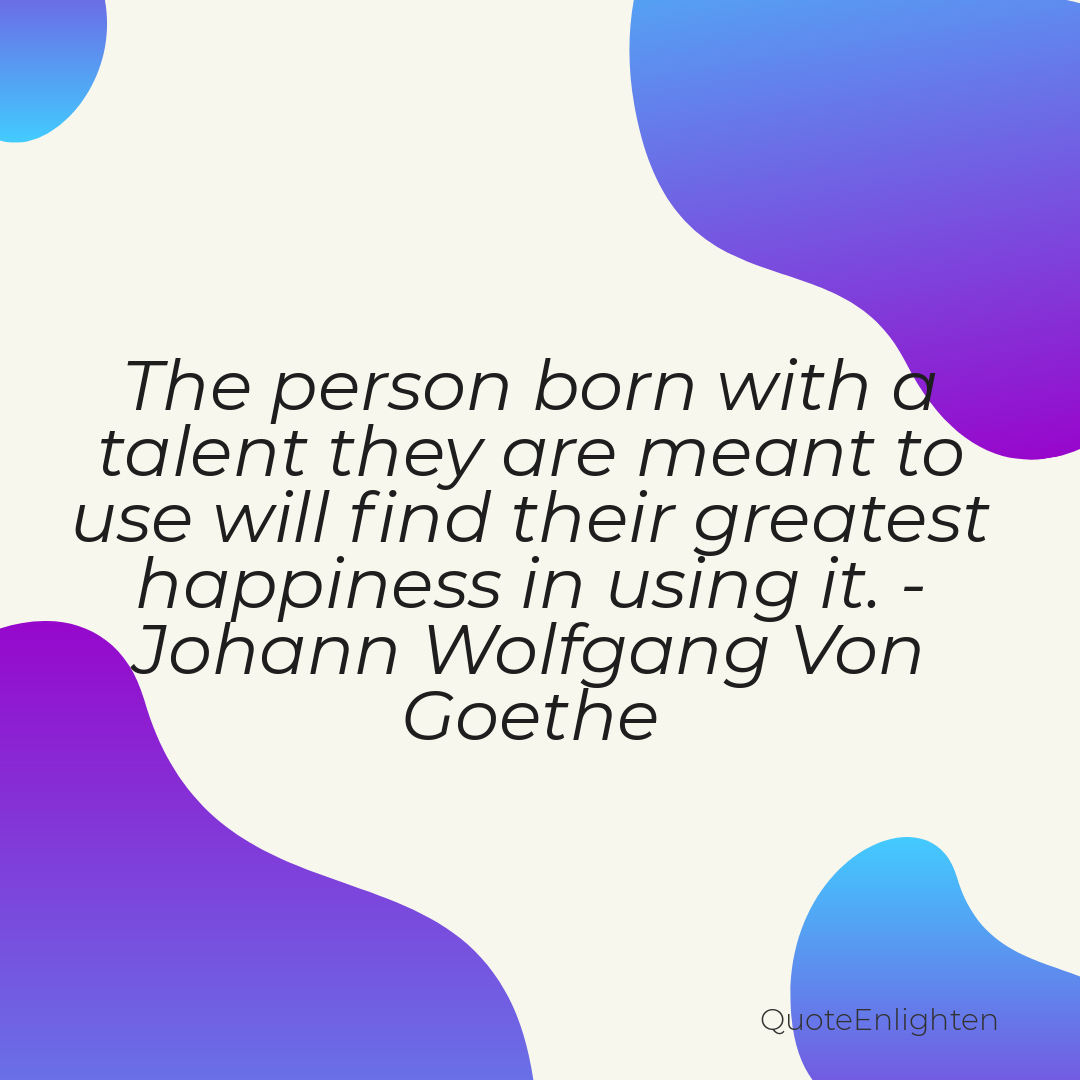 The person born with a
talent they are meant to
use will find their greatest
happiness in using it. -
Johann Wolfgang Von
Goethe
QuoteEnlighten